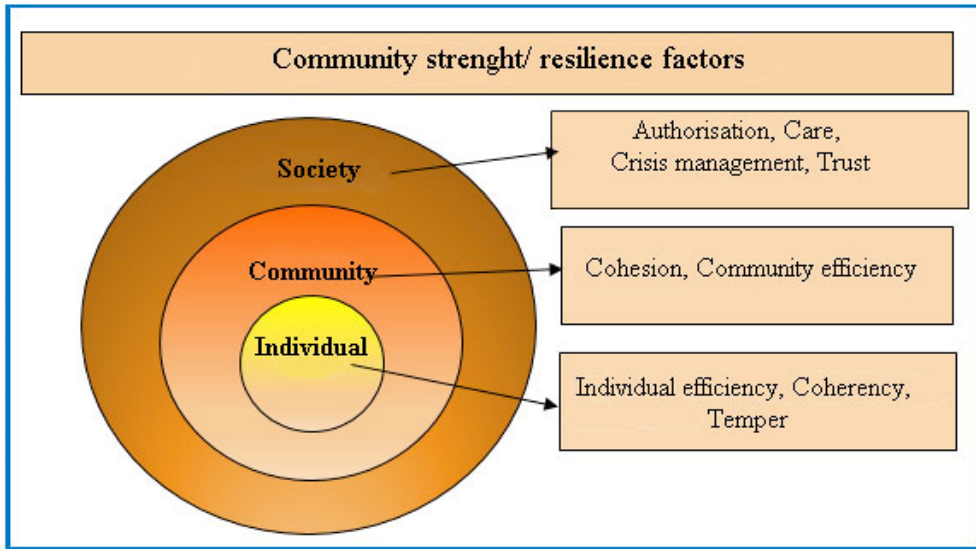 Community strenght/ resilience factors
Society
Authorisation, Care,
Crisis management, Trust
Community
Cohesion, Community efficiency
Individual
Individual efficiency, Coherency,
Temper